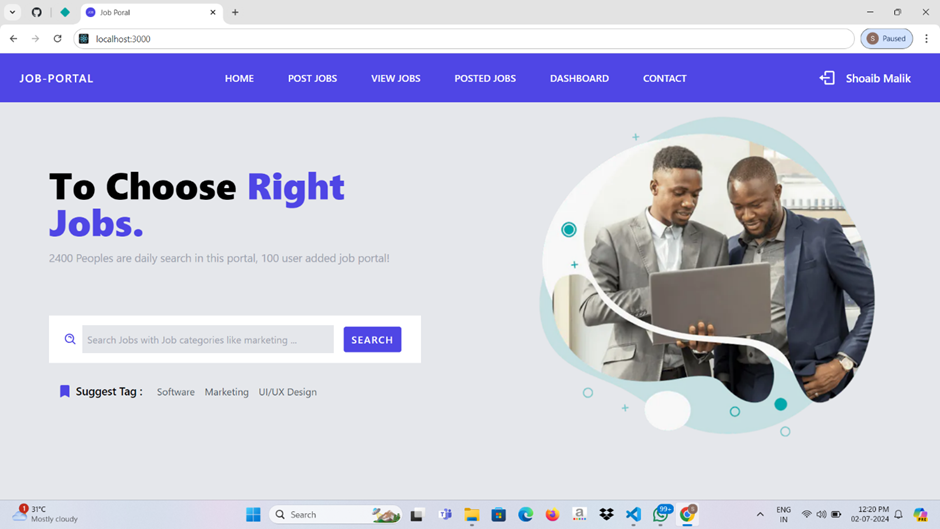 Job Poral
localhost:3000
S
Paused
JOB-PORTAL
HOME
POST JOBS
VIEW JOBS
POSTED JOBS
DASHBOARD
CONTACT
Shoaib Malik
To Choose Right
Jobs.
2400 Peoples are daily search in this portal, 100 user added job portal!
Search Jobs with Job categories like marketing ...
SEARCH
Suggest Tag :
Software
Marketing
UI/UX Design
1
31°C
Mostly cloudy
Search
99+
ENG
IN
12:20 PM
02-07-2024